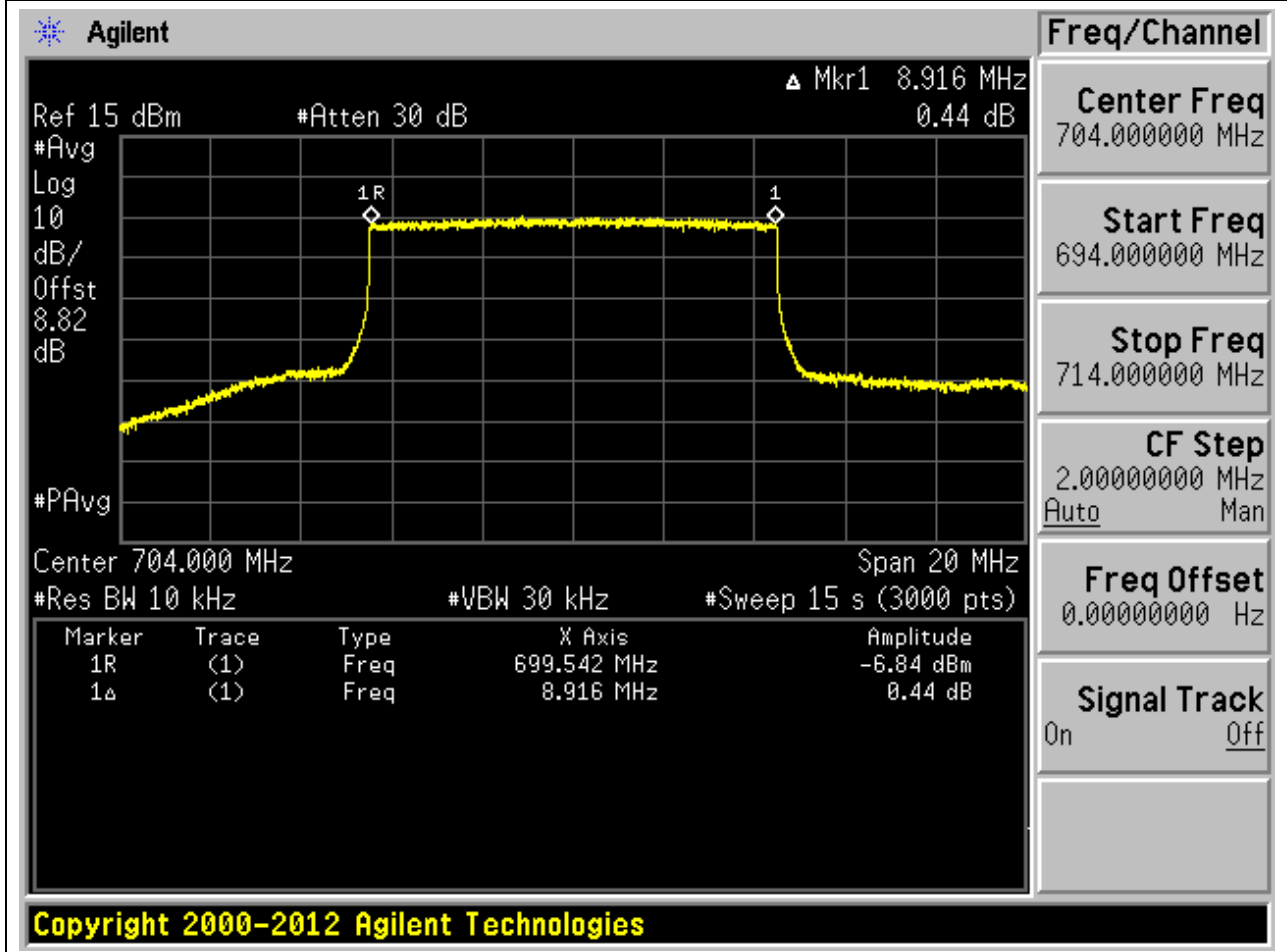 Agilent
Freq/Channel
Δ Mkr1 8.916 MHz
Ref 15 dBm #Atten 30 dB 0.44 dB
#Avg
Log
10
dB/
Offst
8.82
dB
1R
1
#PAvg
Center 704.000 MHz Span 20 MHz
#Res BW 10 kHz #VBW 30 kHz #Sweep 15 s (3000 pts)
Marker Trace Type X Axis Amplitude
1R (1) Freq 699.542 MHz -6.84 dBm
1Δ (1) Freq 8.916 MHz 0.44 dB
Center Freq
704.000000 MHz
Start Freq
694.000000 MHz
Stop Freq
714.000000 MHz
CF Step
2.00000000 MHz
Auto Man
Freq Offset
0.00000000 Hz
Signal Track
On Off
Copyright 2000-2012 Agilent Technologies